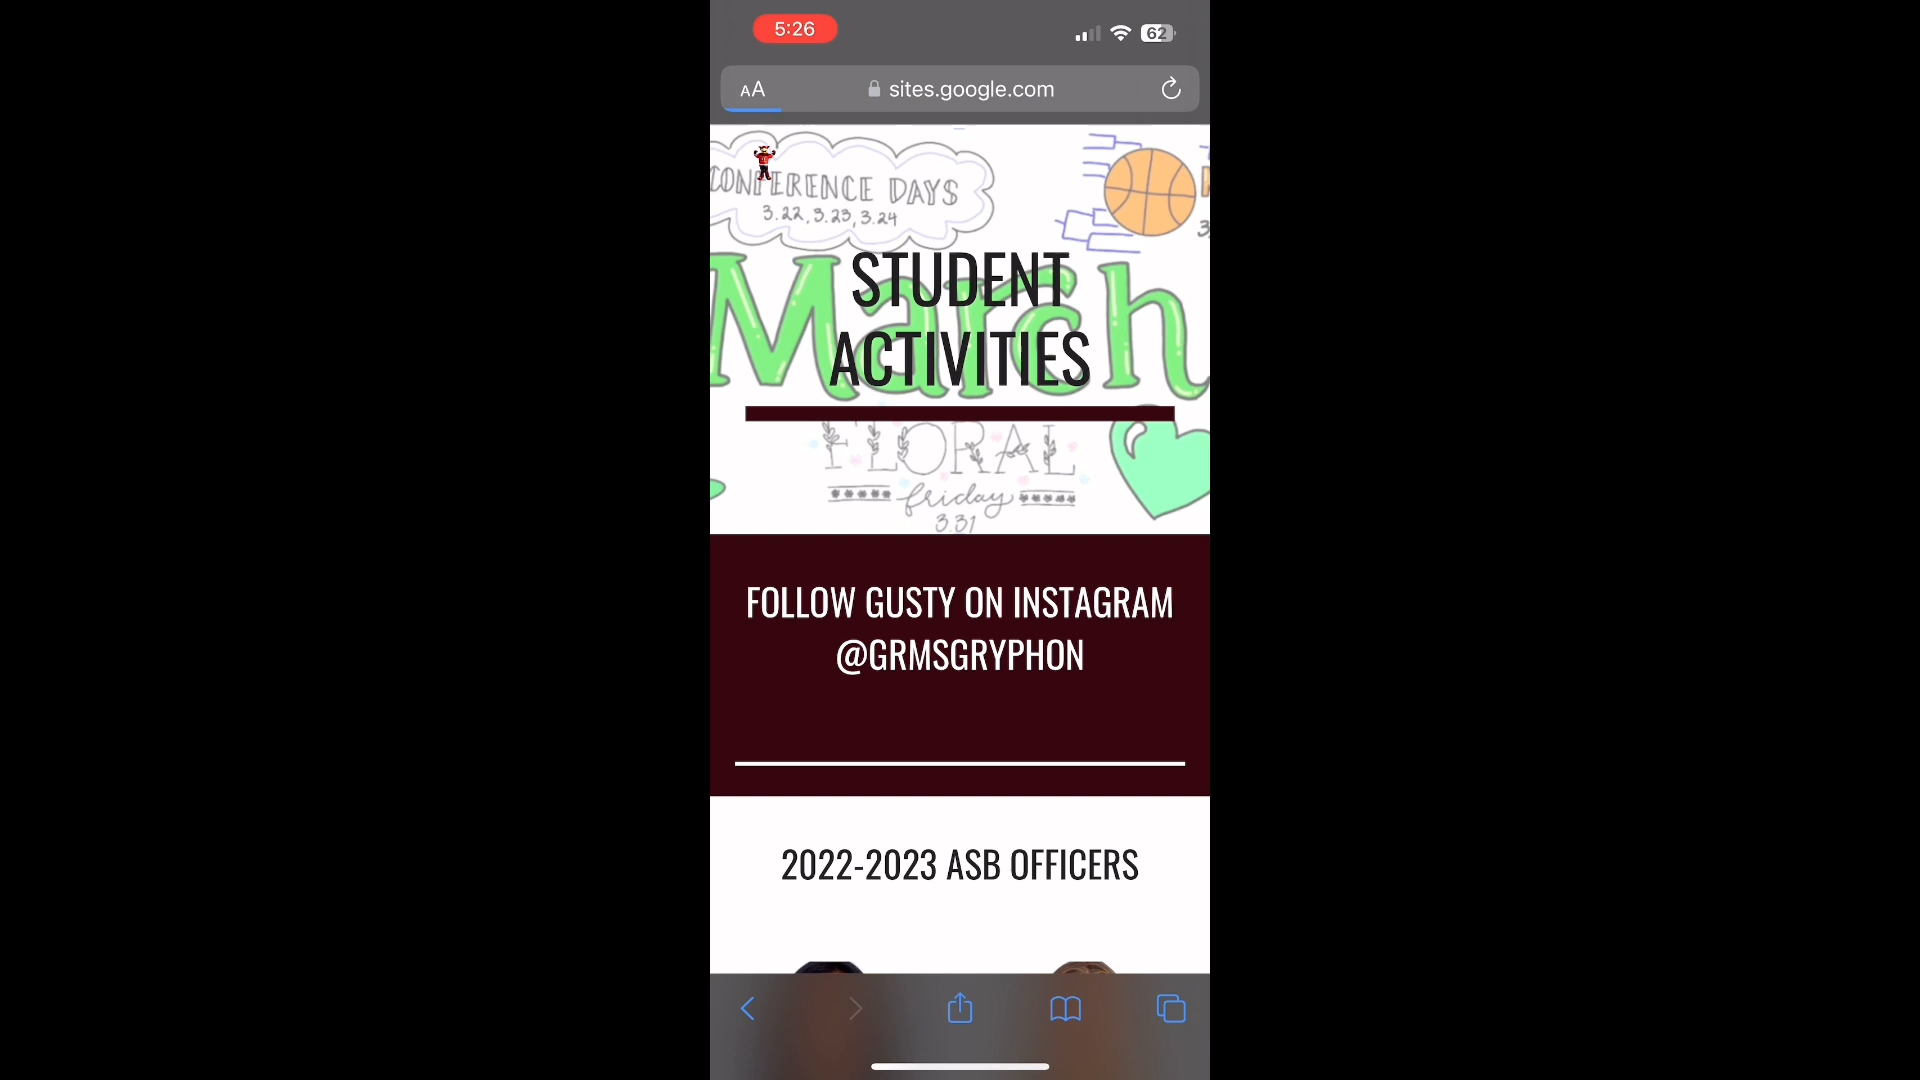 5:26
62
AA
sites.google.com
CONFERENCE DAYS
3.22, 3.23, 3.24
March
STUDENT
ACTIVITIES
FLORAL
friday
3.31
FOLLOW GUSTY ON INSTAGRAM
@GRMSGRYPHON
2022-2023 ASB OFFICERS